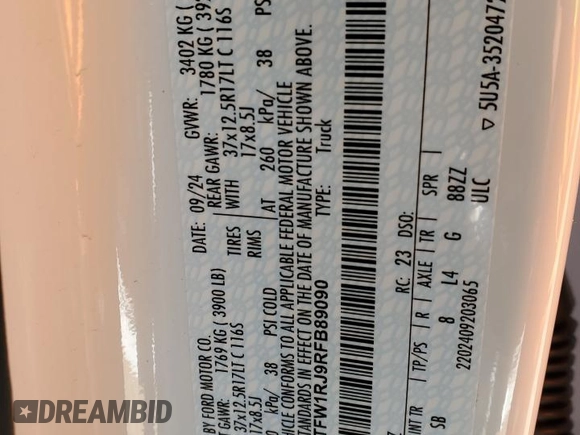 BY FORD MOTOR CO.
DATE: 09/24 GVWR: 3402 KG (
GAWR: 1769 KG ( 3900 LB)
REAR GAWR: 1780 KG (
37x12.5R17LT C 116S
TIRES WITH 37x12.5R17LT C 116S
17x8.5J
RIMS 17x8.5J
kPa/ 38 PSI COLD
AT 260 kPa/ 38 PS
VEHICLE CONFORMS TO ALL APPLICABLE FEDERAL MOTOR VEHICLE
STANDARDS IN EFFECT ON THE DATE OF MANUFACTURE SHOWN ABOVE.
TFW1RJ9RFB89090
TYPE: Truck
RC: 23 DSO:
INT TR TP/PS R AXLE TR SPR
SB 8 L4 G 88ZZ
2202409203065 ULC
▽ 5U5A-3520472
DREAMBID